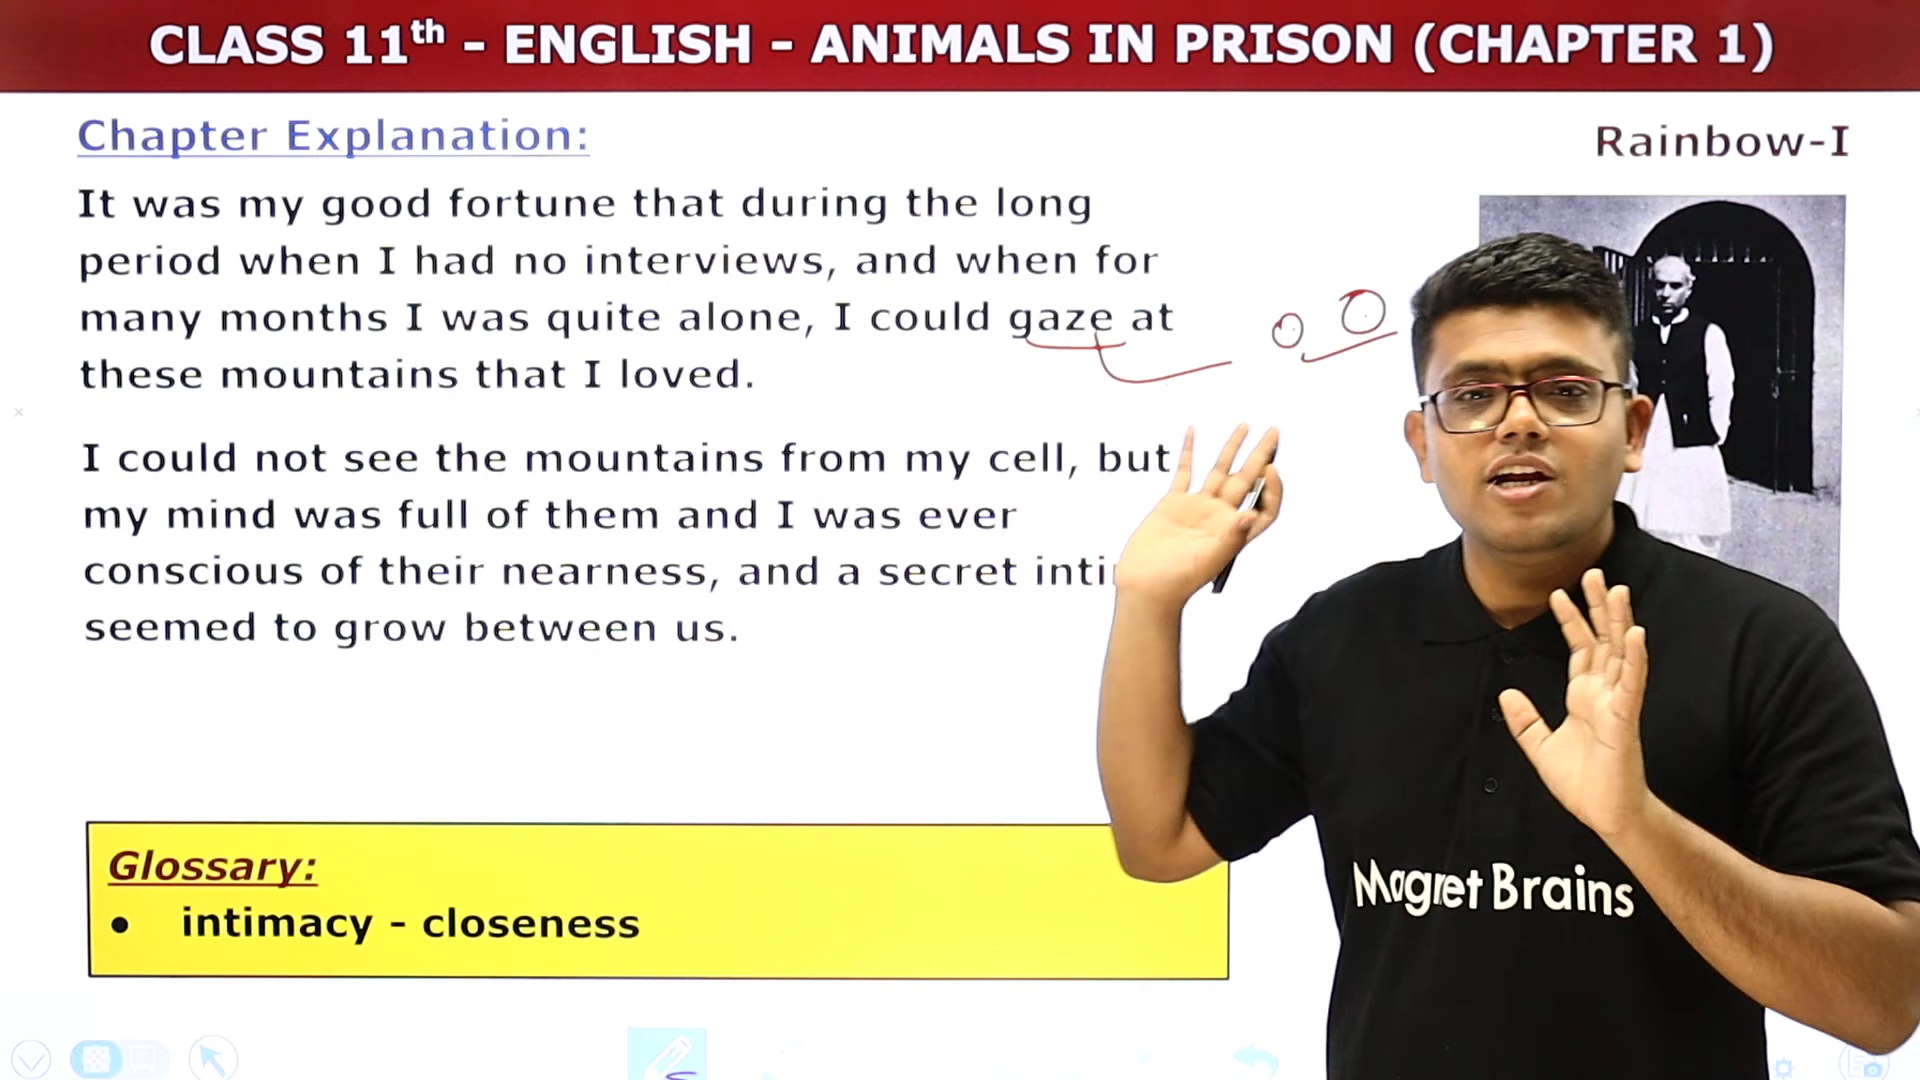 CLASS 11th - ENGLISH - ANIMALS IN PRISON (CHAPTER 1)
Chapter Explanation:
Rainbow-I
It was my good fortune that during the long
period when I had no interviews, and when for
many months I was quite alone, I could gaze at
these mountains that I loved.
I could not see the mountains from my cell, but
my mind was full of them and I was ever
conscious of their nearness, and a secret
seemed to grow between us.
Glossary:
• intimacy - closeness
Magnet Brains